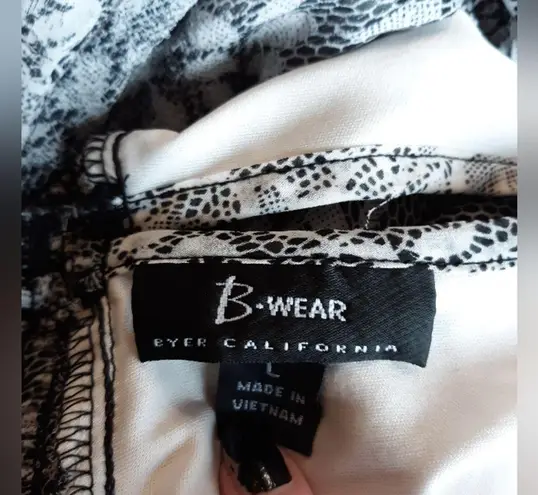 B·WEAR
BYER CALIFORNIA
L
MADE IN
VIETNAM